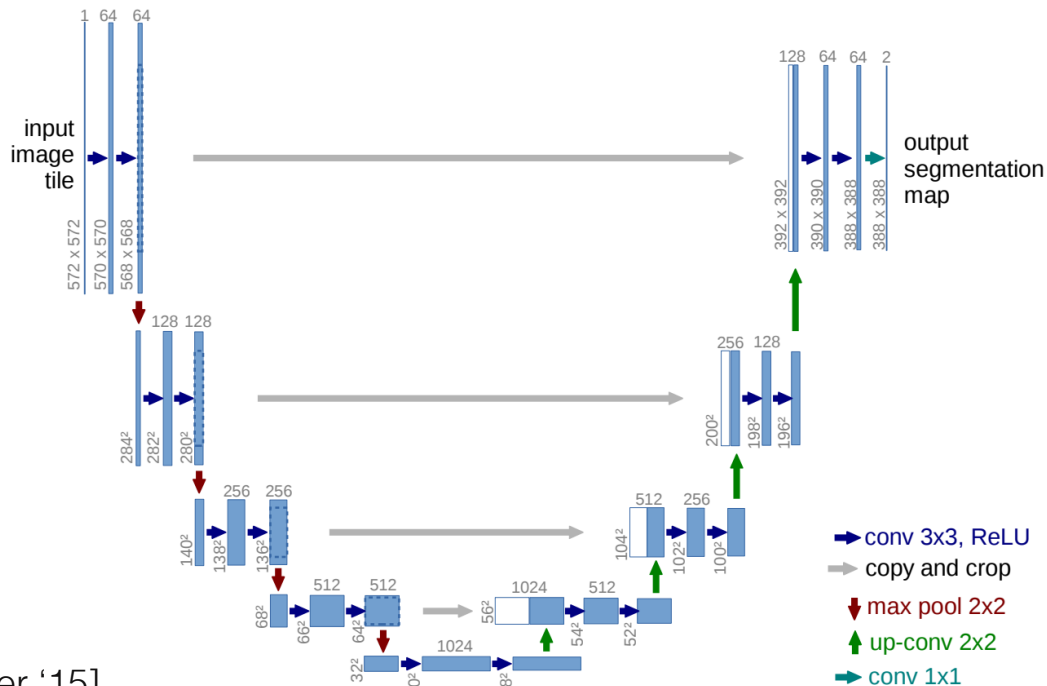 1 64 64
128 64 64 2
input
image
tile
output
segmentation
map
572 x 572
570 x 570
568 x 568
392 x 392
390 x 390
388 x 388
388 x 388
128 128
256 128
284²
282²
280²
200²
198²
196²
256 256
512 256
140²
138²
136²
104²
102²
100²
512 512
1024 512
68²
66²
64²
56²
54²
52²
1024
32²
conv 3x3, ReLU
copy and crop
max pool 2x2
up-conv 2x2
conv 1x1
'15]